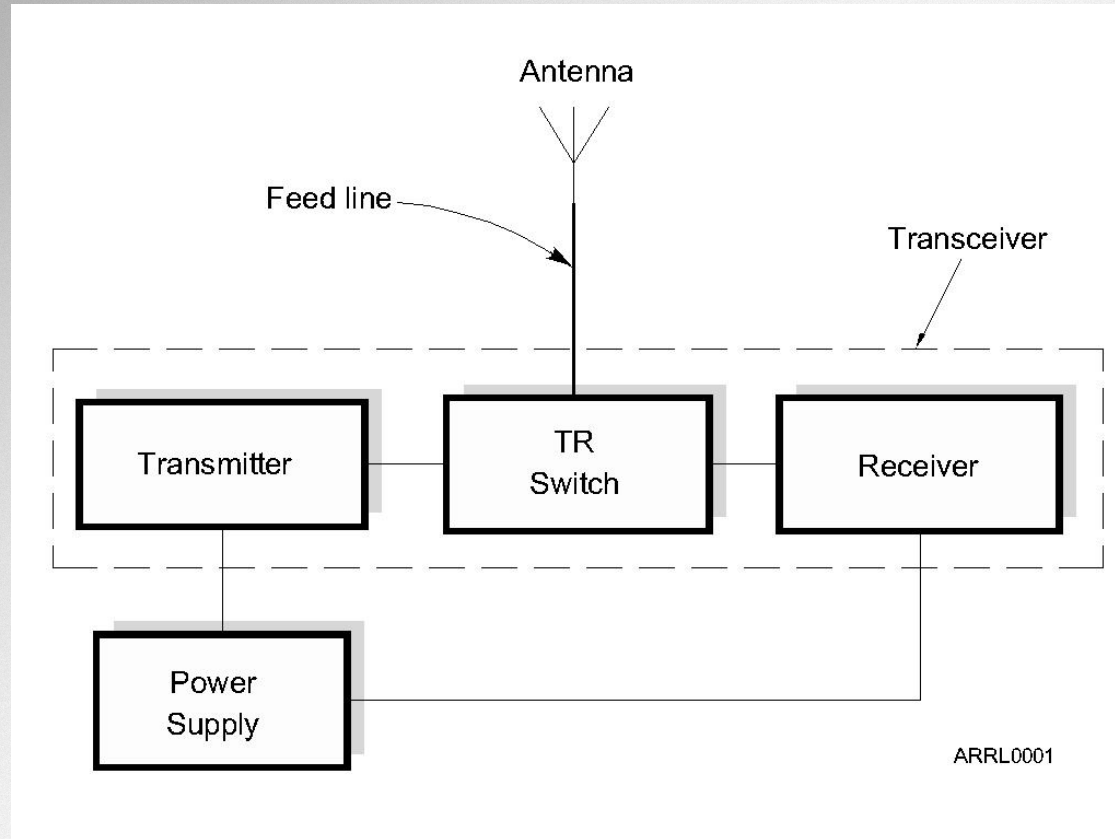 Antenna
Feed line
Transceiver
Transmitter
TR
Switch
Receiver
Power
Supply
ARRL0001